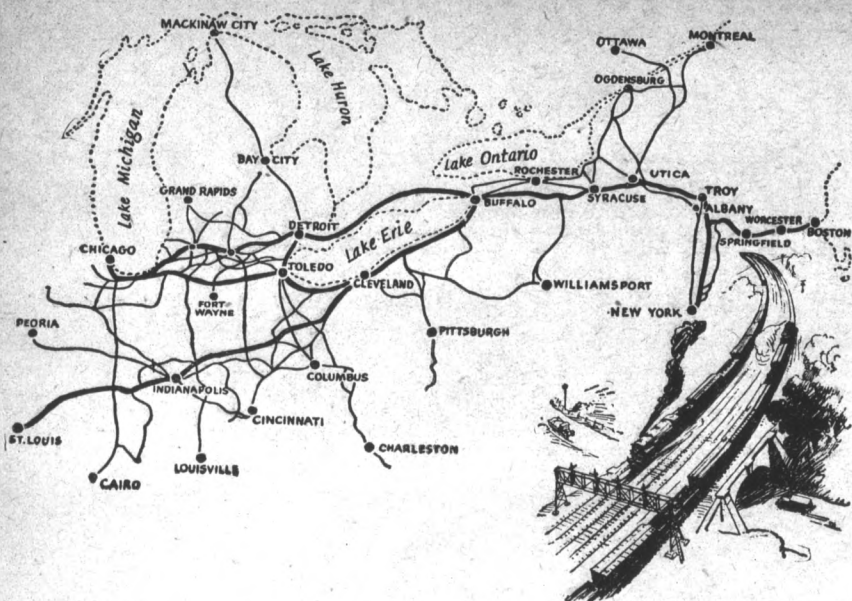 MACKINAW CITY
OTTAWA
MONTREAL
OGDENSBURG
Lake Huron
Lake Michigan
BAY CITY
Lake Ontario
ROCHESTER
UTICA
GRAND RAPIDS
BUFFALO
SYRACUSE
TROY
ALBANY
DETROIT
WORCESTER
BOSTON
SPRINGFIELD
CHICAGO
Lake Erie
TOLEDO
CLEVELAND
WILLIAMSPORT
FORT
WAYNE
NEW YORK
PEORIA
PITTSBURGH
COLUMBUS
INDIANAPOLIS
CINCINNATI
ST. LOUIS
CHARLESTON
LOUISVILLE
CAIRO